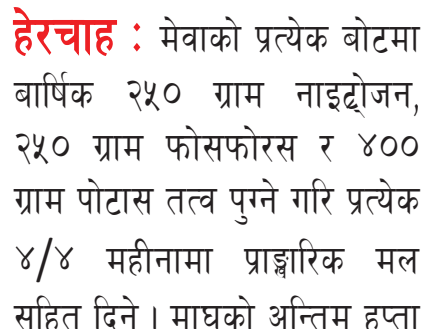 हेरचाह : मेवाको प्रत्येक बोटमा
बार्षिक २५० ग्राम नाइट्रोजन,
२५० ग्राम फोसफोरस र ४००
ग्राम पोटास तत्व पुग्ने गरि प्रत्येक
४/४ महीनामा प्राङ्गारिक मल
सहित दिने । माघको अन्तिम हप्ता